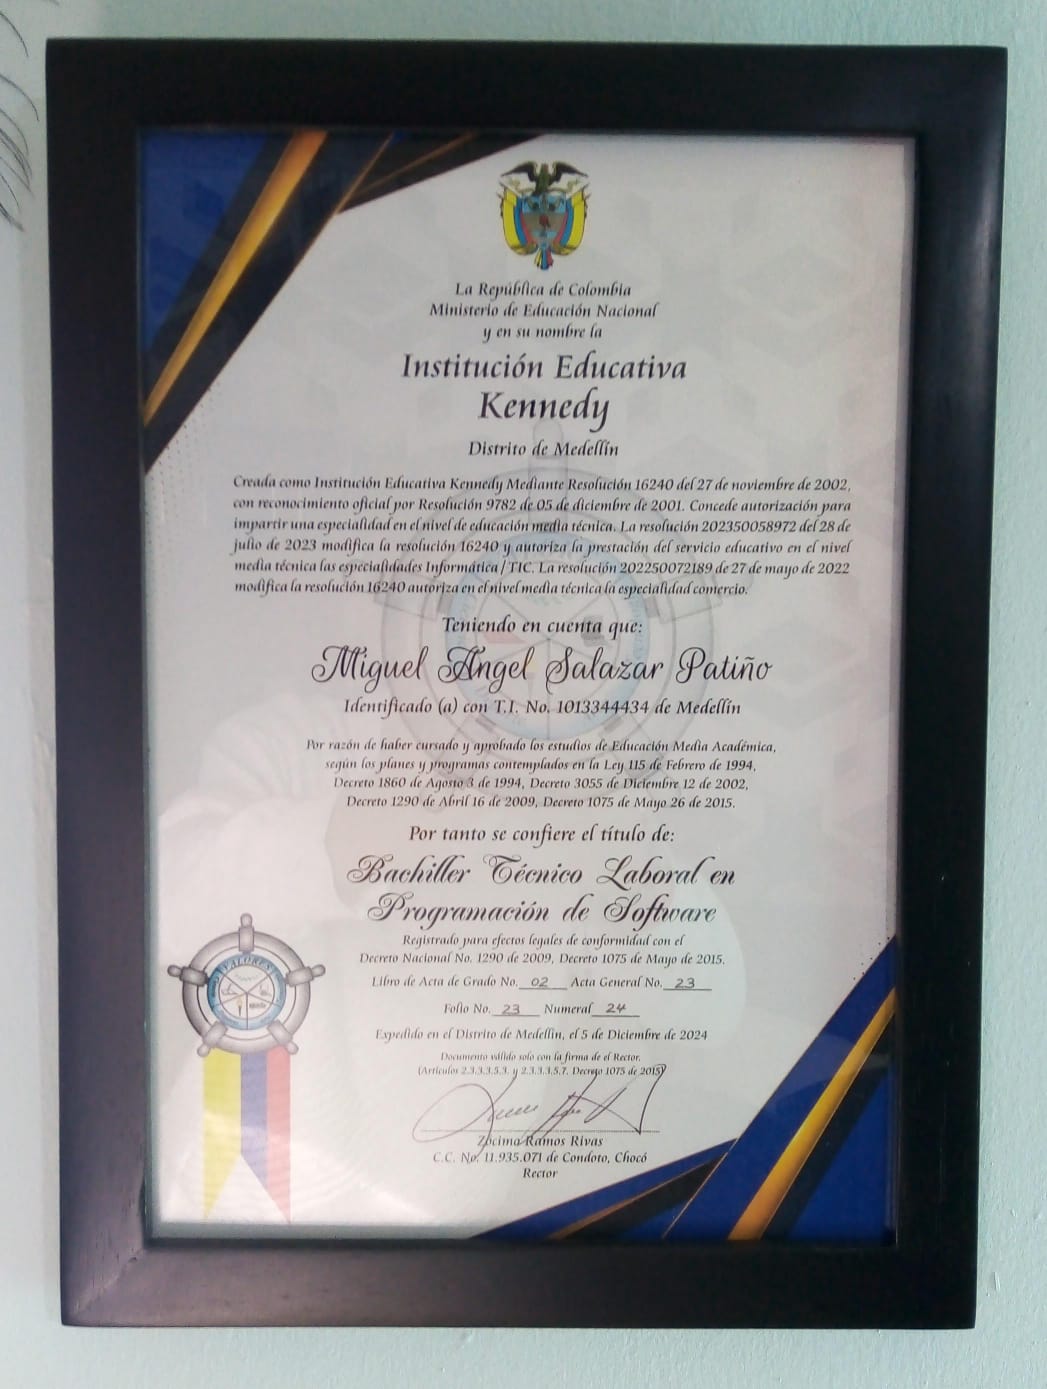 La República de Colombia
Ministerio de Educación Nacional
y en su nombre la
Institución Educativa
Kennedy
Distrito de Medellín
Creada como Institución Educativa Kennedy Mediante Resolución 16240 del 27 de noviembre de 2002,
con reconocimiento oficial por Resolución 9782 de 05 de diciembre de 2001. Concede autorización para
impartir una especialidad en el nivel de educación media técnica. La resolución 202350058972 del 28 de
julio de 2023 modifica la resolución 16240 y autoriza la prestación del servicio educativo en el nivel
media técnica las especialidades Informática / TIC. La resolución 202250072189 de 27 de mayo de 2022
modifica la resolución 16240 autoriza en el nivel media técnica la especialidad comercio.
Teniendo en cuenta que:
Miguel Ángel Salazar Patiño
Identificado (a) con T.I. No. 1013344434 de Medellín
Por razón de haber cursado y aprobado los estudios de Educación Media Académica,
según los planes y programas contemplados en la Ley 115 de Febrero de 1994,
Decreto 1860 de Agosto 3 de 1994, Decreto 3055 de Diciembre 12 de 2002,
Decreto 1290 de Abril 16 de 2009, Decreto 1075 de Mayo 26 de 2015.
Por tanto se confiere el título de:
Bachiller Técnico Laboral en
Programación de Software
Registrado para efectos legales de conformidad con el
Decreto Nacional No. 1290 de 2009, Decreto 1075 de Mayo de 2015.
Libro de Acta de Grado No. 02 Acta General No. 23
Folio No. 23 Numeral 24
Expedido en el Distrito de Medellín, el 5 de Diciembre de 2024
Documento válido solo con la firma de el Rector.
(Artículos 2.3.3.3.5.3. y 2.3.3.3.5.7. Decreto 1075 de 2015)
Zócimo Ramos Rivas
C.C. No. 11.935.071 de Condoto, Chocó
Rector
VALORES